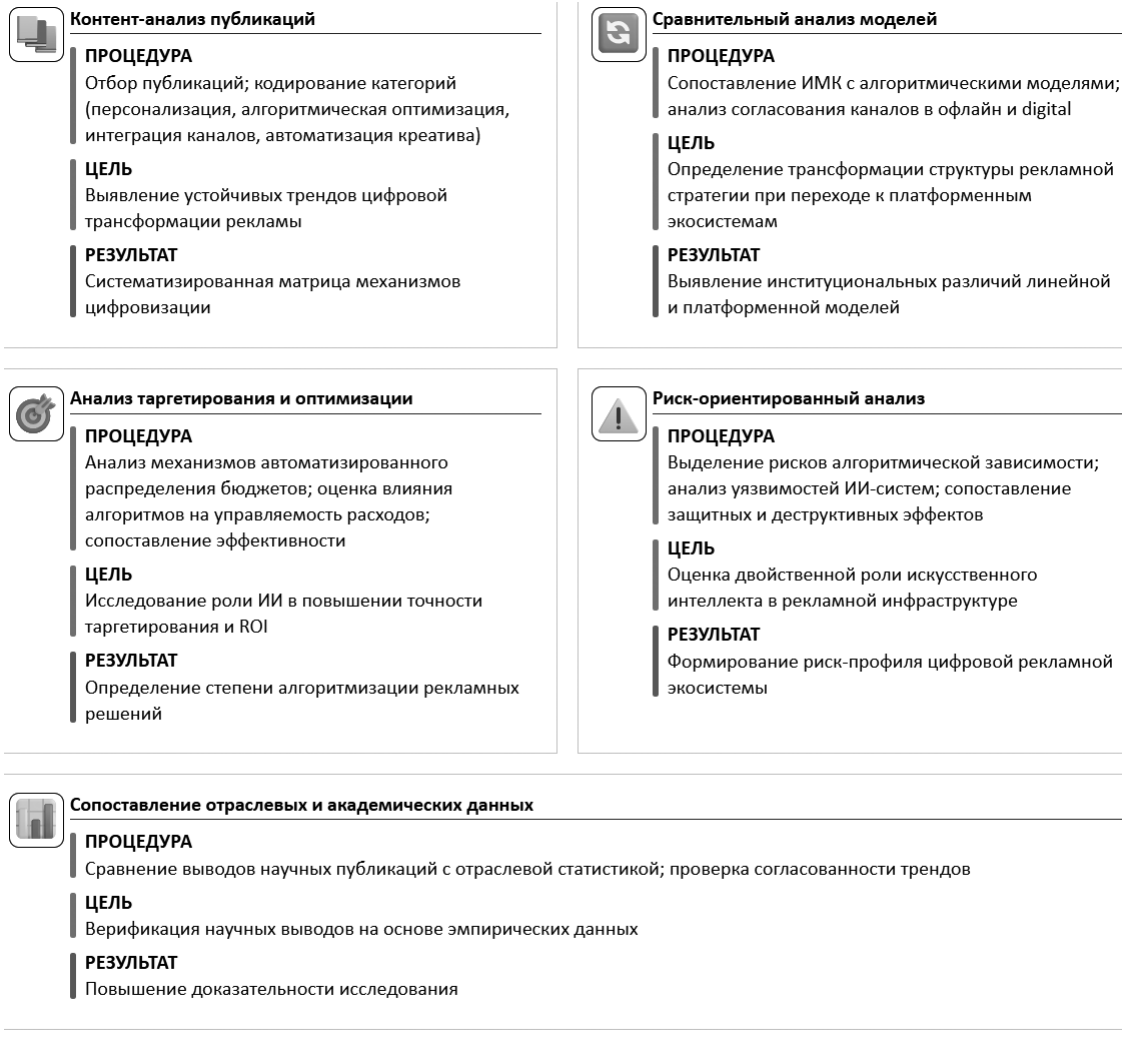 Контент-анализ публикаций
ПРОЦЕДУРА
Отбор публикаций; кодирование категорий
(персонализация, алгоритмическая оптимизация,
интеграция каналов, автоматизация креатива)
ЦЕЛЬ
Выявление устойчивых трендов цифровой
трансформации рекламы
РЕЗУЛЬТАТ
Систематизированная матрица механизмов
цифровизации
Сравнительный анализ моделей
ПРОЦЕДУРА
Сопоставление ИМК с алгоритмическими моделями;
анализ согласования каналов в офлайн и digital
ЦЕЛЬ
Определение трансформации структуры рекламной
стратегии при переходе к платформенным
экосистемам
РЕЗУЛЬТАТ
Выявление институциональных различий линейной
и платформенной моделей
Анализ таргетирования и оптимизации
ПРОЦЕДУРА
Анализ механизмов автоматизированного
распределения бюджетов; оценка влияния
алгоритмов на управляемость расходов;
сопоставление эффективности
ЦЕЛЬ
Исследование роли ИИ в повышении точности
таргетирования и ROI
РЕЗУЛЬТАТ
Определение степени алгоритмизации рекламных
решений
Риск-ориентированный анализ
ПРОЦЕДУРА
Выделение рисков алгоритмической зависимости;
анализ уязвимостей ИИ-систем; сопоставление
защитных и деструктивных эффектов
ЦЕЛЬ
Оценка двойственной роли искусственного
интеллекта в рекламной инфраструктуре
РЕЗУЛЬТАТ
Формирование риск-профиля цифровой рекламной
экосистемы
Сопоставление отраслевых и академических данных
ПРОЦЕДУРА
Сравнение выводов научных публикаций с отраслевой статистикой; проверка согласованности трендов
ЦЕЛЬ
Верификация научных выводов на основе эмпирических данных
РЕЗУЛЬТАТ
Повышение доказательности исследования